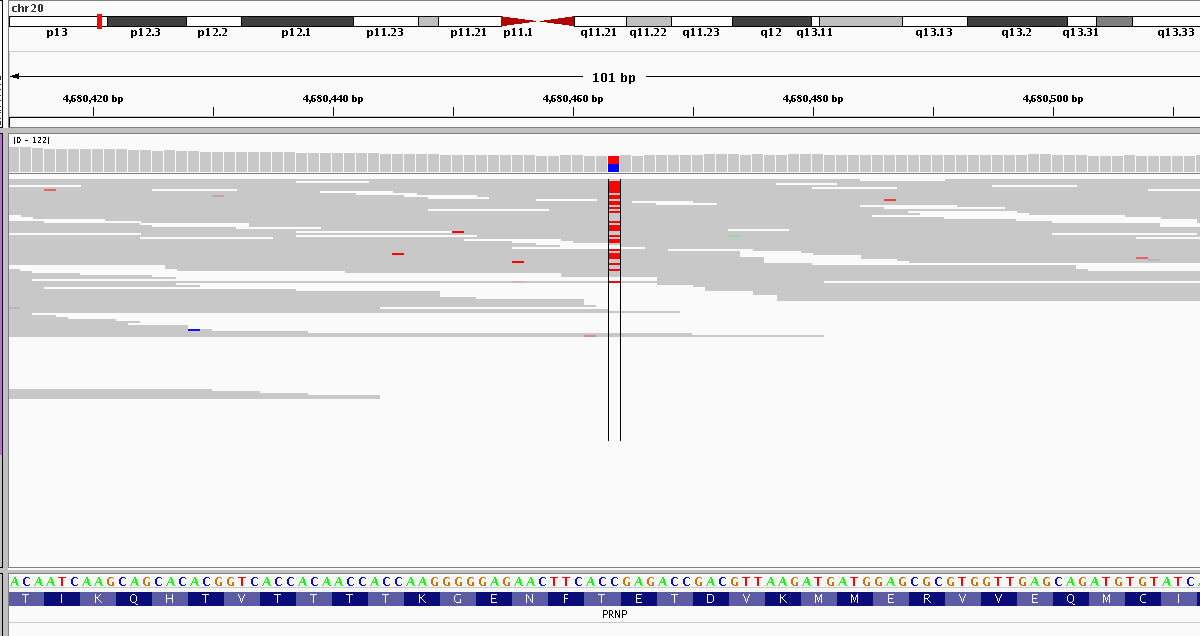 chr20
p13 p12.3 p12.2 p12.1 p11.23 p11.21 p11.1 q11.21 q11.22 q11.23 q12 q13.11 q13.13 q13.2 q13.31 q13.33
101 bp
4,680,420 bp 4,680,440 bp 4,680,460 bp 4,680,480 bp 4,680,500 bp
[0 - 122]
ACAATCAAGCAGCACACGGTCACCACAACCACCAAGGGGGAGAACTTCACCGAGACCGACGTTAAGATGATGGAGCGCGTGGTTGAGCAGATGTGTATC
T I K Q H T V T T T T K G E N F T E T D V K M M E R V V E Q M C I
PRNP